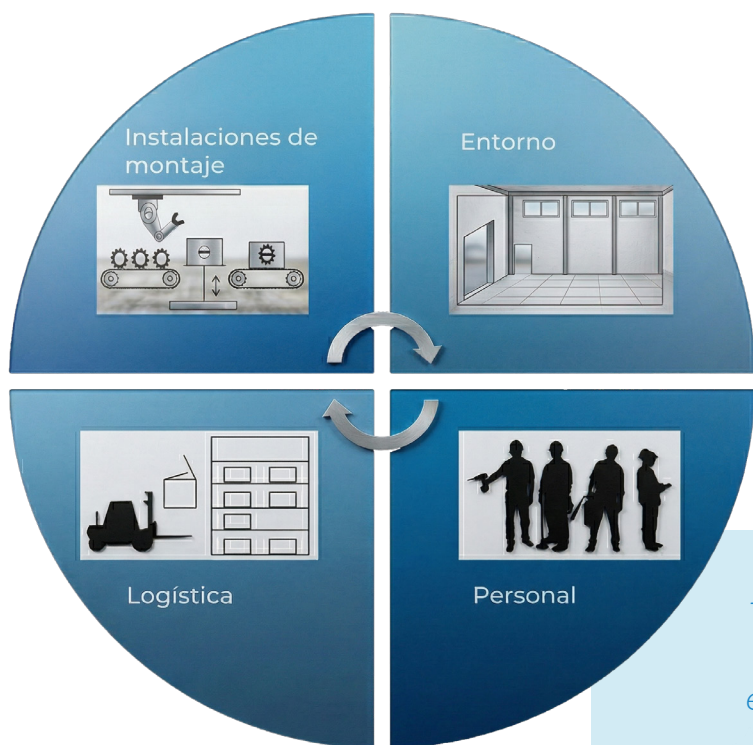 Instalaciones de
montaje
Entorno
Logística
Personal